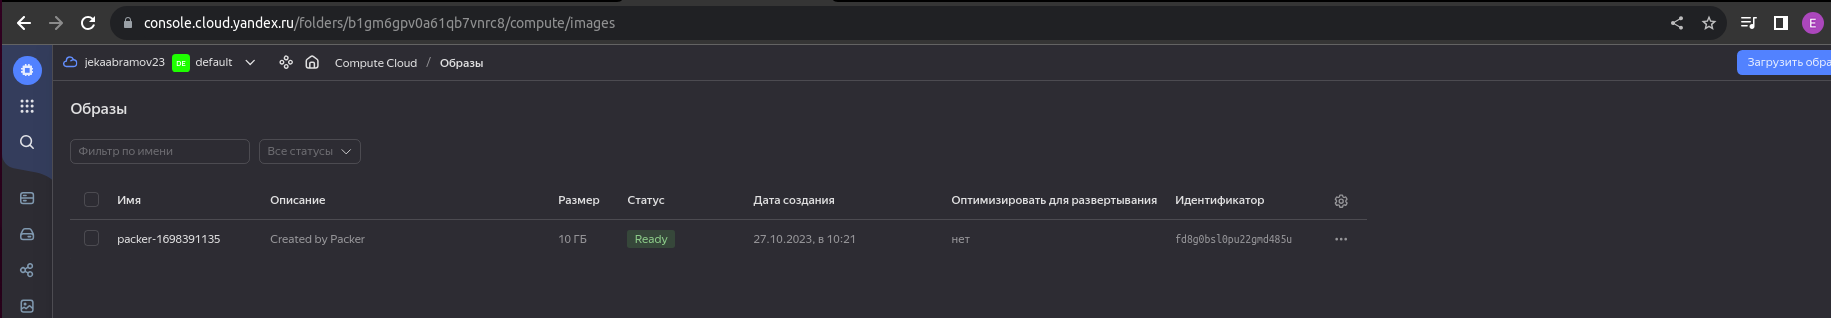 console.cloud.yandex.ru/folders/b1gm6gpv0a61qb7vnrc8/compute/images
E
jekaabramov23 DE default Compute Cloud / Образы
Загрузить обра
Образы
Фильтр по имени Все статусы
Имя Описание Размер Статус Дата создания Оптимизировать для развертывания Идентификатор
packer-1698391135 Created by Packer 10 ГБ Ready 27.10.2023, в 10:21 нет fd8g0bsl0pu22gmd485u